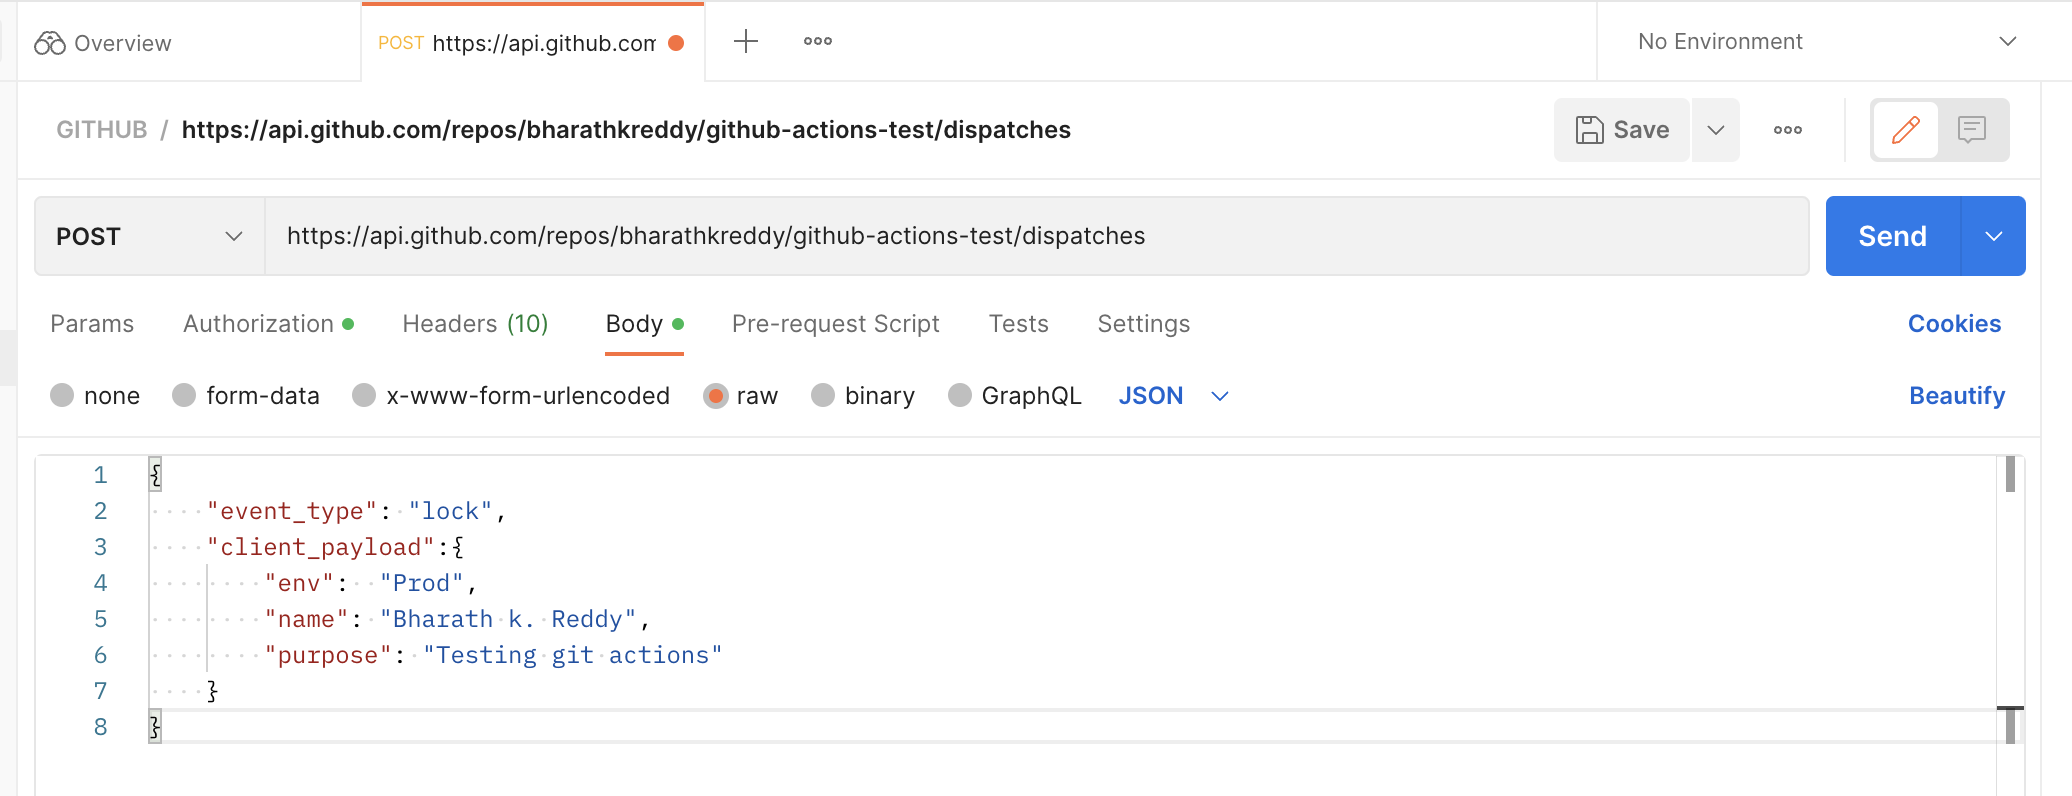 Overview
POST https://api.github.com
No Environment
GITHUB / https://api.github.com/repos/bharathkreddy/github-actions-test/dispatches
Save
POST
https://api.github.com/repos/bharathkreddy/github-actions-test/dispatches
Send
Params Authorization Headers (10) Body Pre-request Script Tests Settings Cookies
none form-data x-www-form-urlencoded raw binary GraphQL JSON Beautify
1 {
2 "event_type": "lock",
3 "client_payload":{
4 "env":  "Prod",
5 "name": "Bharath k. Reddy",
6 "purpose": "Testing git actions"
7 }
8 }